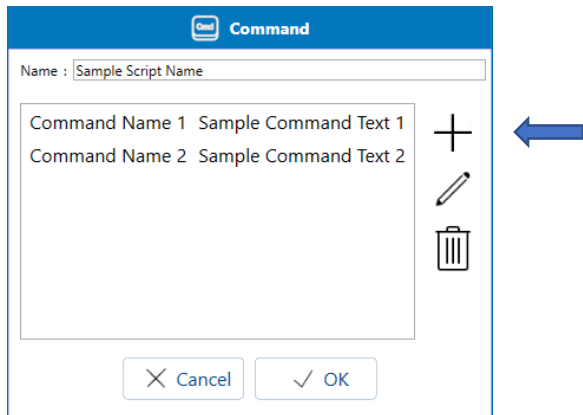 Cmd Command
Name : Sample Script Name
Command Name 1 Sample Command Text 1
Command Name 2 Sample Command Text 2
Cancel OK